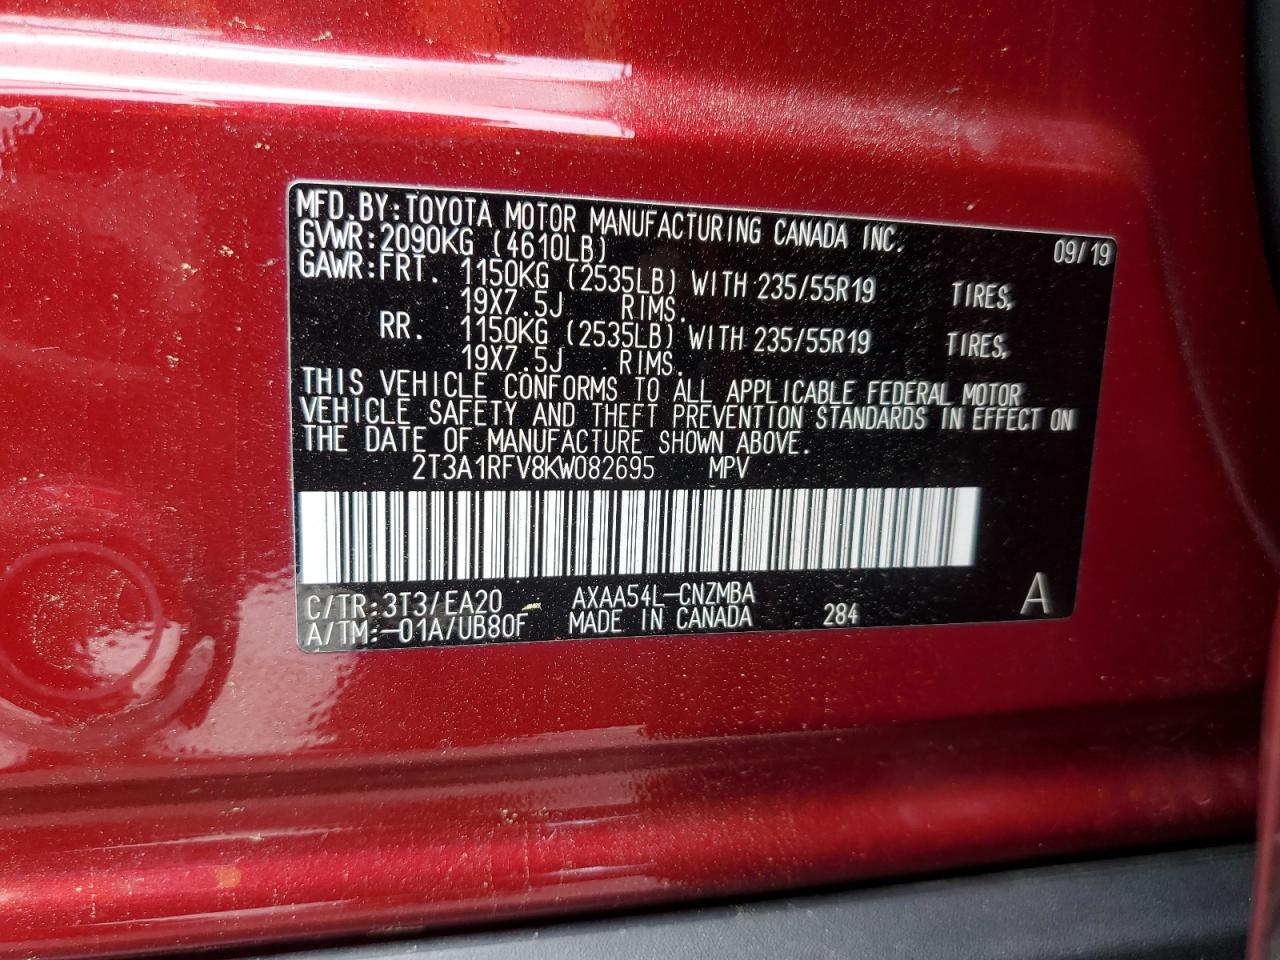 MFD.BY:TOYOTA MOTOR MANUFACTURING CANADA INC.
GVWR:2090KG (4610LB) 09/19
GAWR:FRT. 1150KG (2535LB) WITH 235/55R19 TIRES,
19X7.5J RIMS.
RR. 1150KG (2535LB) WITH 235/55R19 TIRES,
19X7.5J RIMS.
THIS VEHICLE CONFORMS TO ALL APPLICABLE FEDERAL MOTOR
VEHICLE SAFETY AND THEFT PREVENTION STANDARDS IN EFFECT ON
THE DATE OF MANUFACTURE SHOWN ABOVE.
2T3A1RFV8KW082695 MPV
C/TR:3T3/EA20 AXAA54L-CNZMBA
A/TM:-01A/UB80F MADE IN CANADA 284 A